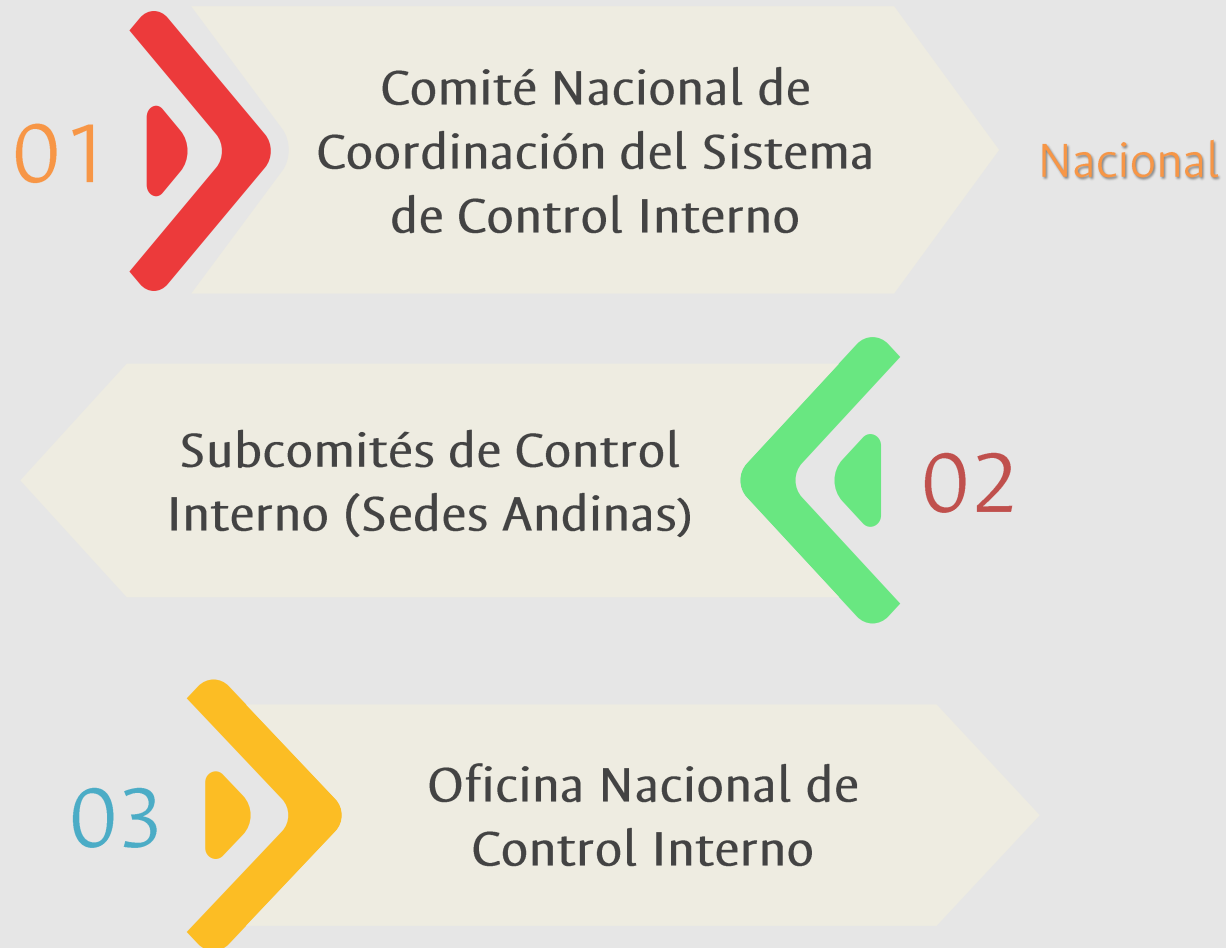 01
Comité Nacional de
Coordinación del Sistema
de Control Interno
Nacional
Subcomités de Control
Interno (Sedes Andinas)
02
03
Oficina Nacional de
Control Interno